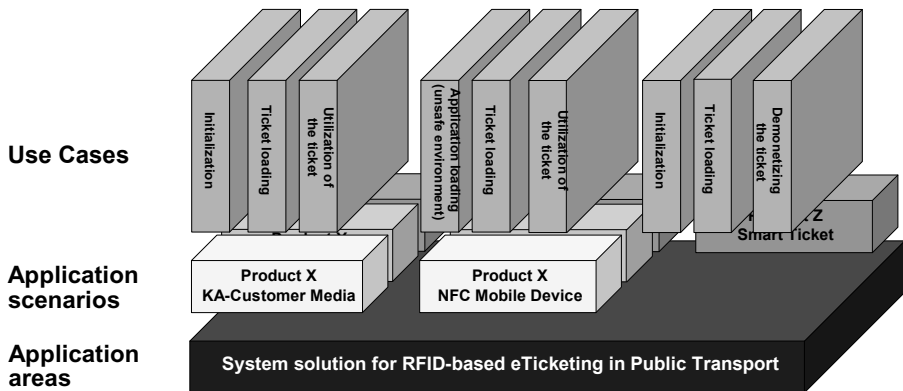 Use Cases
Initialization
Ticket loading
Utilization of
the ticket
Application loading
(unsafe environment)
Ticket loading
Utilization of
the ticket
Initialization
Ticket loading
Demonetizing
the ticket
Z
Smart Ticket
Application
scenarios
Product X
KA-Customer Media
Product X
NFC Mobile Device
Application
areas
System solution for RFID-based eTicketing in Public Transport